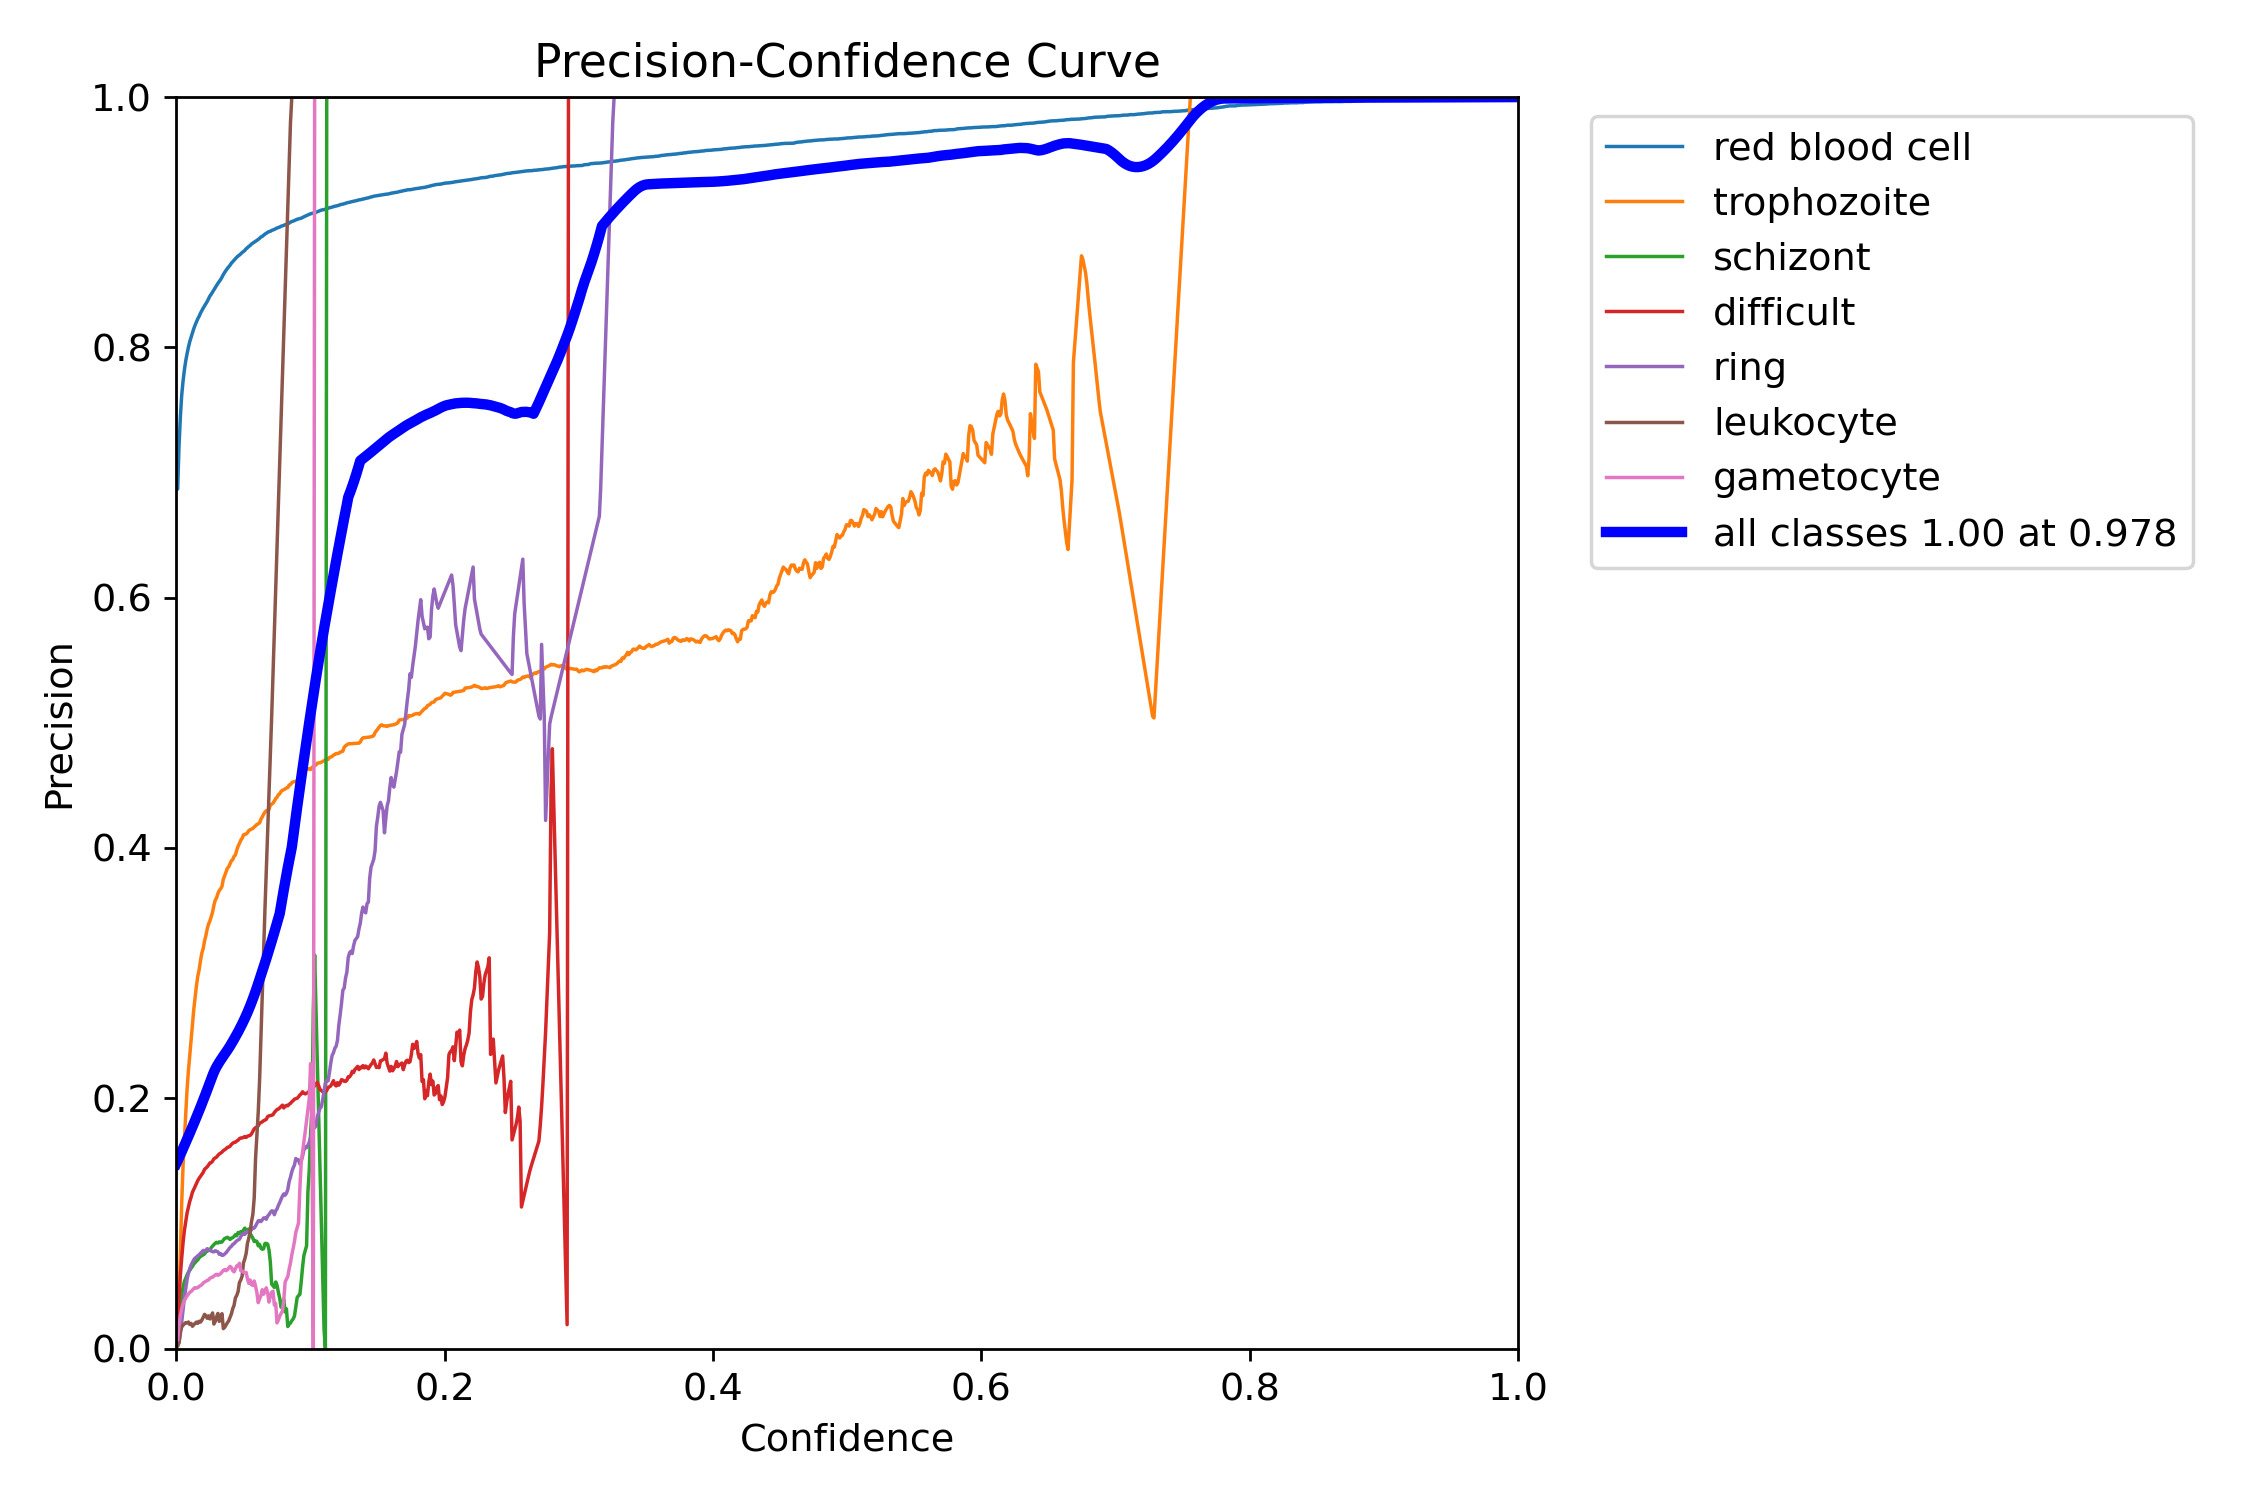 Precision-Confidence Curve
1.0
0.8
0.6
0.4
0.2
0.0
Precision
0.0 0.2 0.4 0.6 0.8 1.0
Confidence
red blood cell
trophozoite
schizont
difficult
ring
leukocyte
gametocyte
all classes 1.00 at 0.978